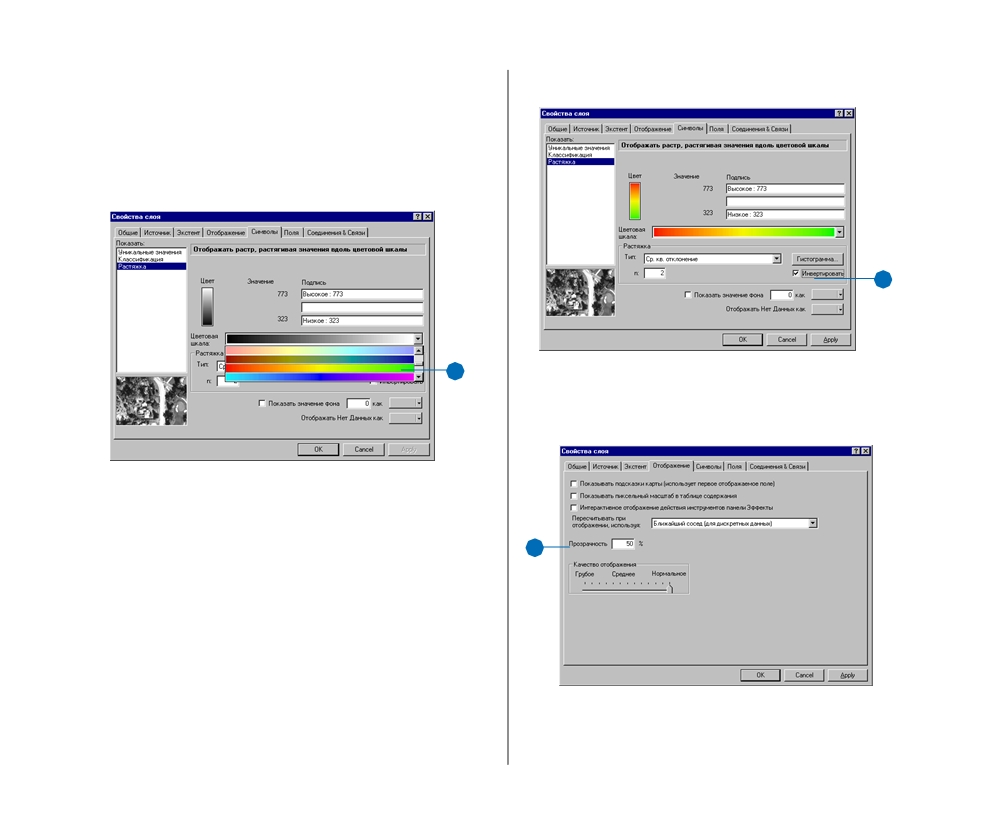 Свойства слоя
Общие Источник Экстент Отображение Символы Поля Соединения & Связи
Показать:
Уникальные значения
Классификация
Растяжка
Отображать растр, растягивая значения вдоль цветовой шкалы
Цвет Значение Подпись
773 Высокое : 773
323 Низкое : 323
Цветовая шкала:
Растяжка
Тип: Ср
n:
Инвертировать
Показать значение фона 0 как
Отображать Нет Данных как
OK Cancel Apply
Свойства слоя
Общие Источник Экстент Отображение Символы Поля Соединения & Связи
Показать:
Уникальные значения
Классификация
Растяжка
Отображать растр, растягивая значения вдоль цветовой шкалы
Цвет Значение Подпись
773 Высокое : 773
323 Низкое : 323
Цветовая шкала:
Растяжка
Тип: Ср. кв. отклонение Гистограмма...
n: 2 Инвертировать
Показать значение фона 0 как
Отображать Нет Данных как
OK Cancel Apply
Свойства слоя
Общие Источник Экстент Отображение Символы Поля Соединения & Связи
Показывать подсказки карты (использует первое отображаемое поле)
Показывать пиксельный масштаб в таблице содержания
Интерактивное отображение действия инструментов панели Эффекты
Пересчитывать при
отображении, используя: Ближайший сосед (для дискретных данных)
Прозрачность 50 %
Качество отображения
Грубое Среднее Нормальное
OK Cancel Apply